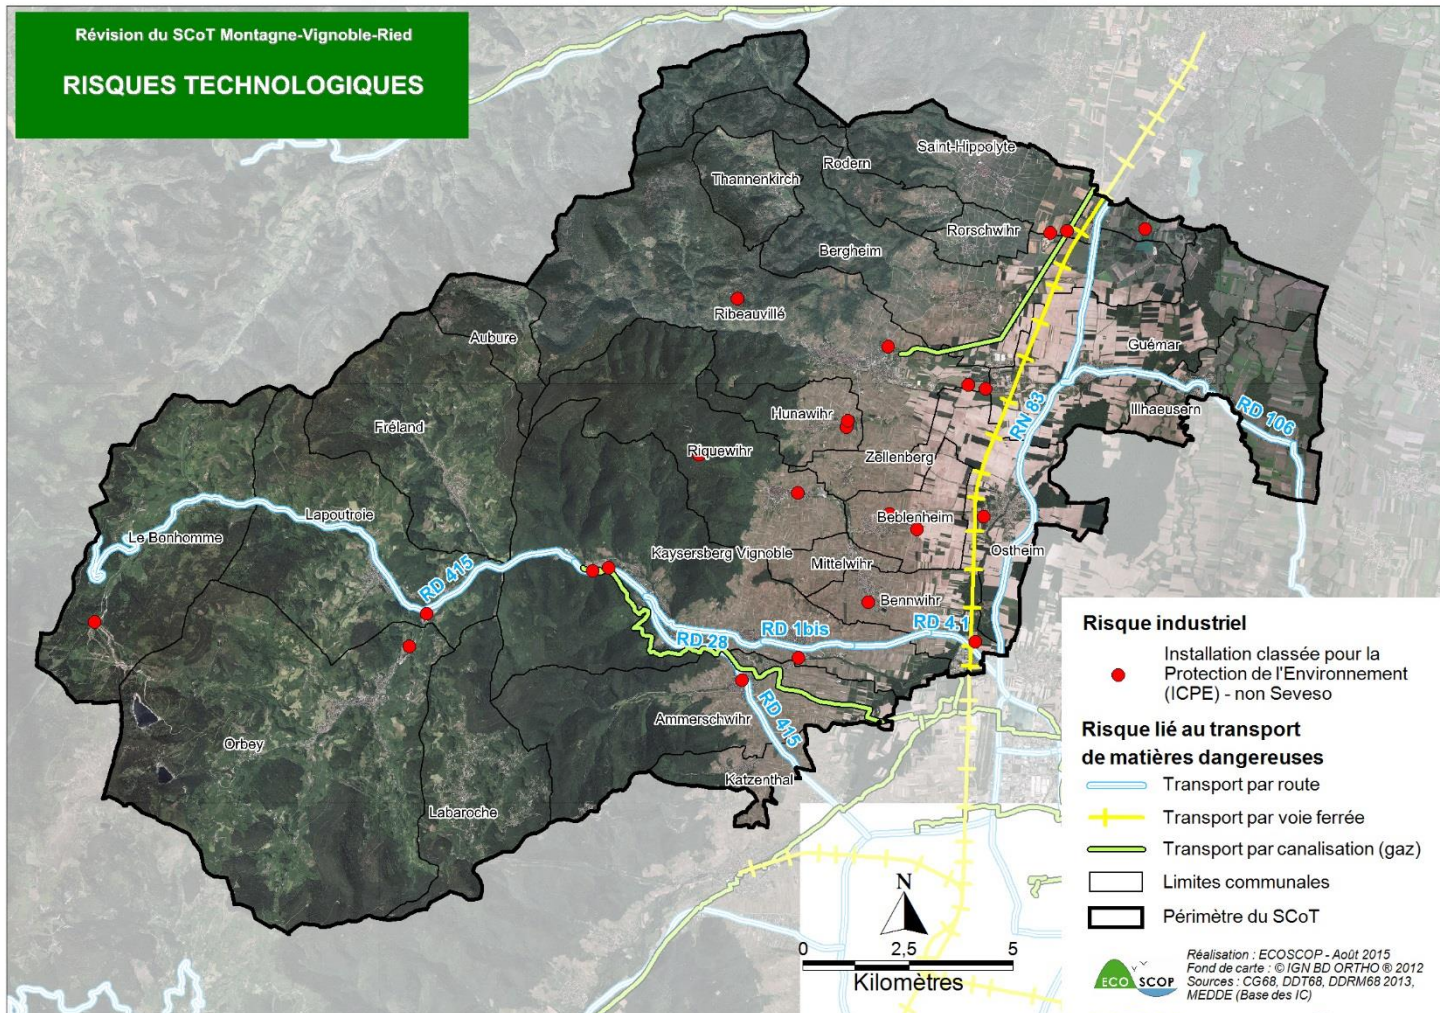 Révision du SCoT Montagne-Vignoble-Ried
RISQUES TECHNOLOGIQUES
Saint-Hippolyte
Rodern
Thannenkirch
Rorschwihr
Bergheim
Ribeauvillé
Aubure
Guémar
Illhaeusern
RD 106
RN 83
Hunawihr
Fréland
Riquewihr
Zellenberg
Lapoutroie
Beblenheim
Le Bonhomme
Kaysersberg Vignoble
Ostheim
Mittelwihr
RD 415
Bennwihr
RD 4.1
RD 1bis
RD 28
Ammerschwihr
RD 415
Orbey
Katzenthal
Labaroche
Risque industriel
Installation classée pour la
Protection de l'Environnement
(ICPE) - non Seveso
Risque lié au transport
de matières dangereuses
Transport par route
Transport par voie ferrée
Transport par canalisation (gaz)
Limites communales
Périmètre du SCoT
N
0 2,5 5
Kilomètres
ECO SCOP
Réalisation : ECOSCOP - Août 2015
Fond de carte : © IGN BD ORTHO ® 2012
Sources : CG68, DDT68, DDRM68 2013,
MEDDE (Base des IC)